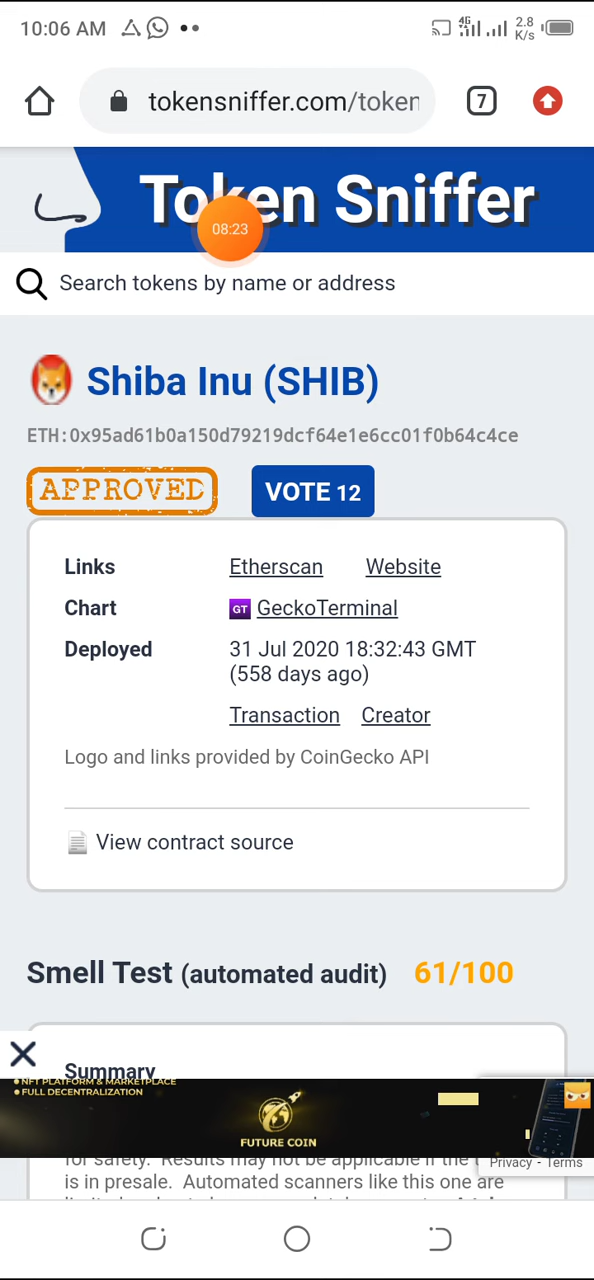 10:06 AM
4G
2.8
K/s
tokensniffer.com/token
7
Token Sniffer
08:23
Search tokens by name or address
Shiba Inu (SHIB)
ETH:0x95ad61b0a150d79219dcf64e1e6cc01f0b64c4ce
APPROVED
VOTE 12
Links Etherscan Website
Chart GT GeckoTerminal
Deployed 31 Jul 2020 18:32:43 GMT
(558 days ago)
Transaction Creator
Logo and links provided by CoinGecko API
View contract source
Smell Test (automated audit) 61/100
Summary
NFT PLATFORM & MARKETPLACE
FULL DECENTRALIZATION
FUTURE COIN
for safety. Results may not be applicable if the
Privacy - Terms
is in presale. Automated scanners like this one are